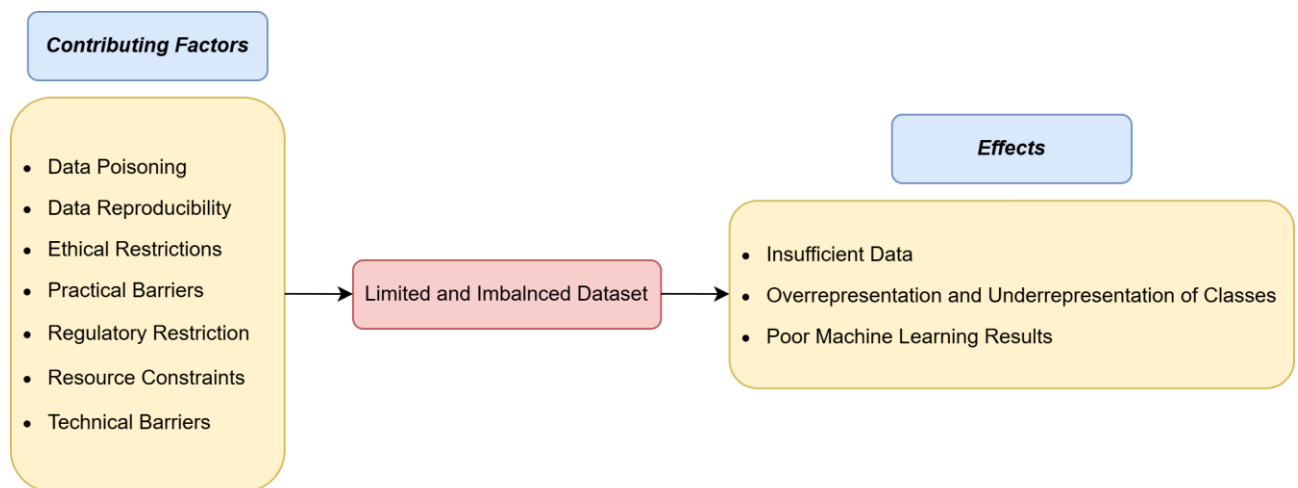 Contributing Factors
• Data Poisoning
• Data Reproducibility
• Ethical Restrictions
• Practical Barriers
• Regulatory Restriction
• Resource Constraints
• Technical Barriers
Limited and Imbalnced Dataset
Effects
• Insufficient Data
• Overrepresentation and Underrepresentation of Classes
• Poor Machine Learning Results